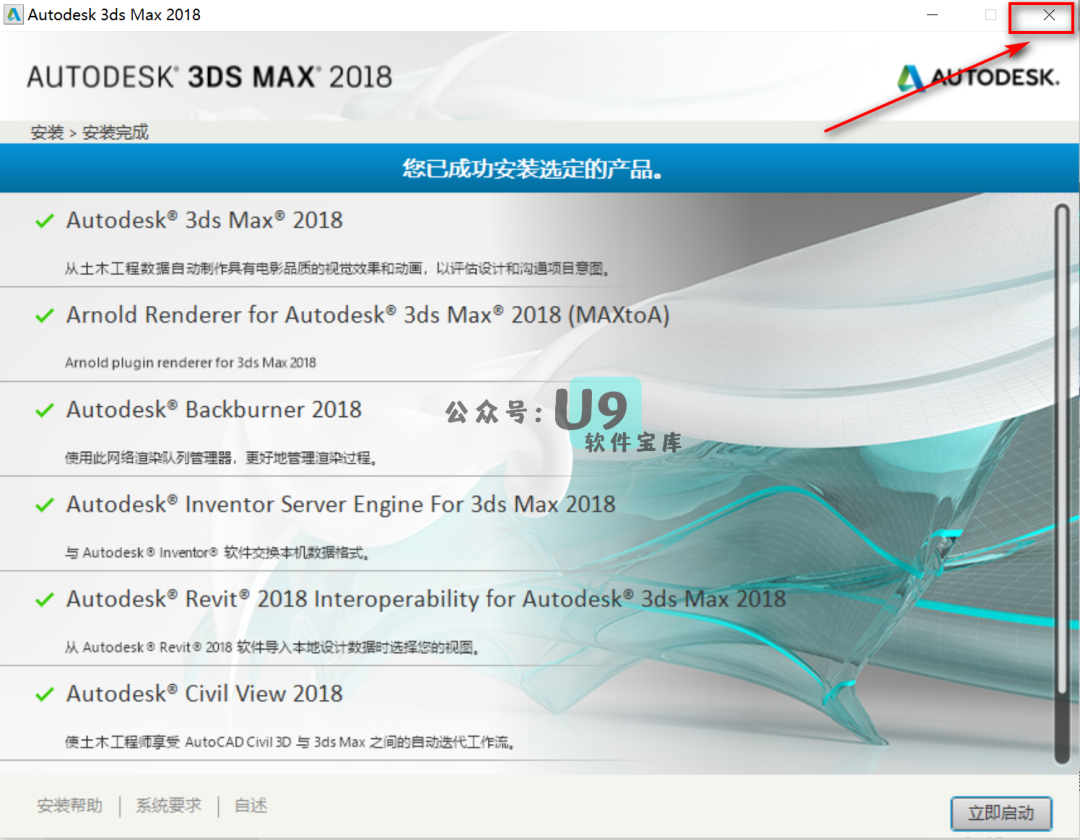 Autodesk 3ds Max 2018
AUTODESK® 3DS MAX® 2018
AUTODESK.
安装 > 安装完成
您已成功安装选定的产品。
Autodesk® 3ds Max® 2018
从土木工程数据自动制作具有电影品质的视觉效果和动画，以评估设计和沟通项目意图。
Arnold Renderer for Autodesk® 3ds Max® 2018 (MAXtoA)
Arnold plugin renderer for 3ds Max 2018
Autodesk® Backburner 2018
公众号：U9
软件宝库
使用此网络渲染队列管理器，更好地管理渲染过程。
Autodesk® Inventor Server Engine For 3ds Max 2018
与 Autodesk® Inventor® 软件交换本机数据格式。
Autodesk® Revit® 2018 Interoperability for Autodesk® 3ds Max 2018
从 Autodesk® Revit® 2018 软件导入本地设计数据时选择您的视图。
Autodesk® Civil View 2018
使土木工程师享受 AutoCAD Civil 3D 与 3ds Max 之间的自动迭代工作流。
安装帮助 | 系统要求 | 自述
立即启动